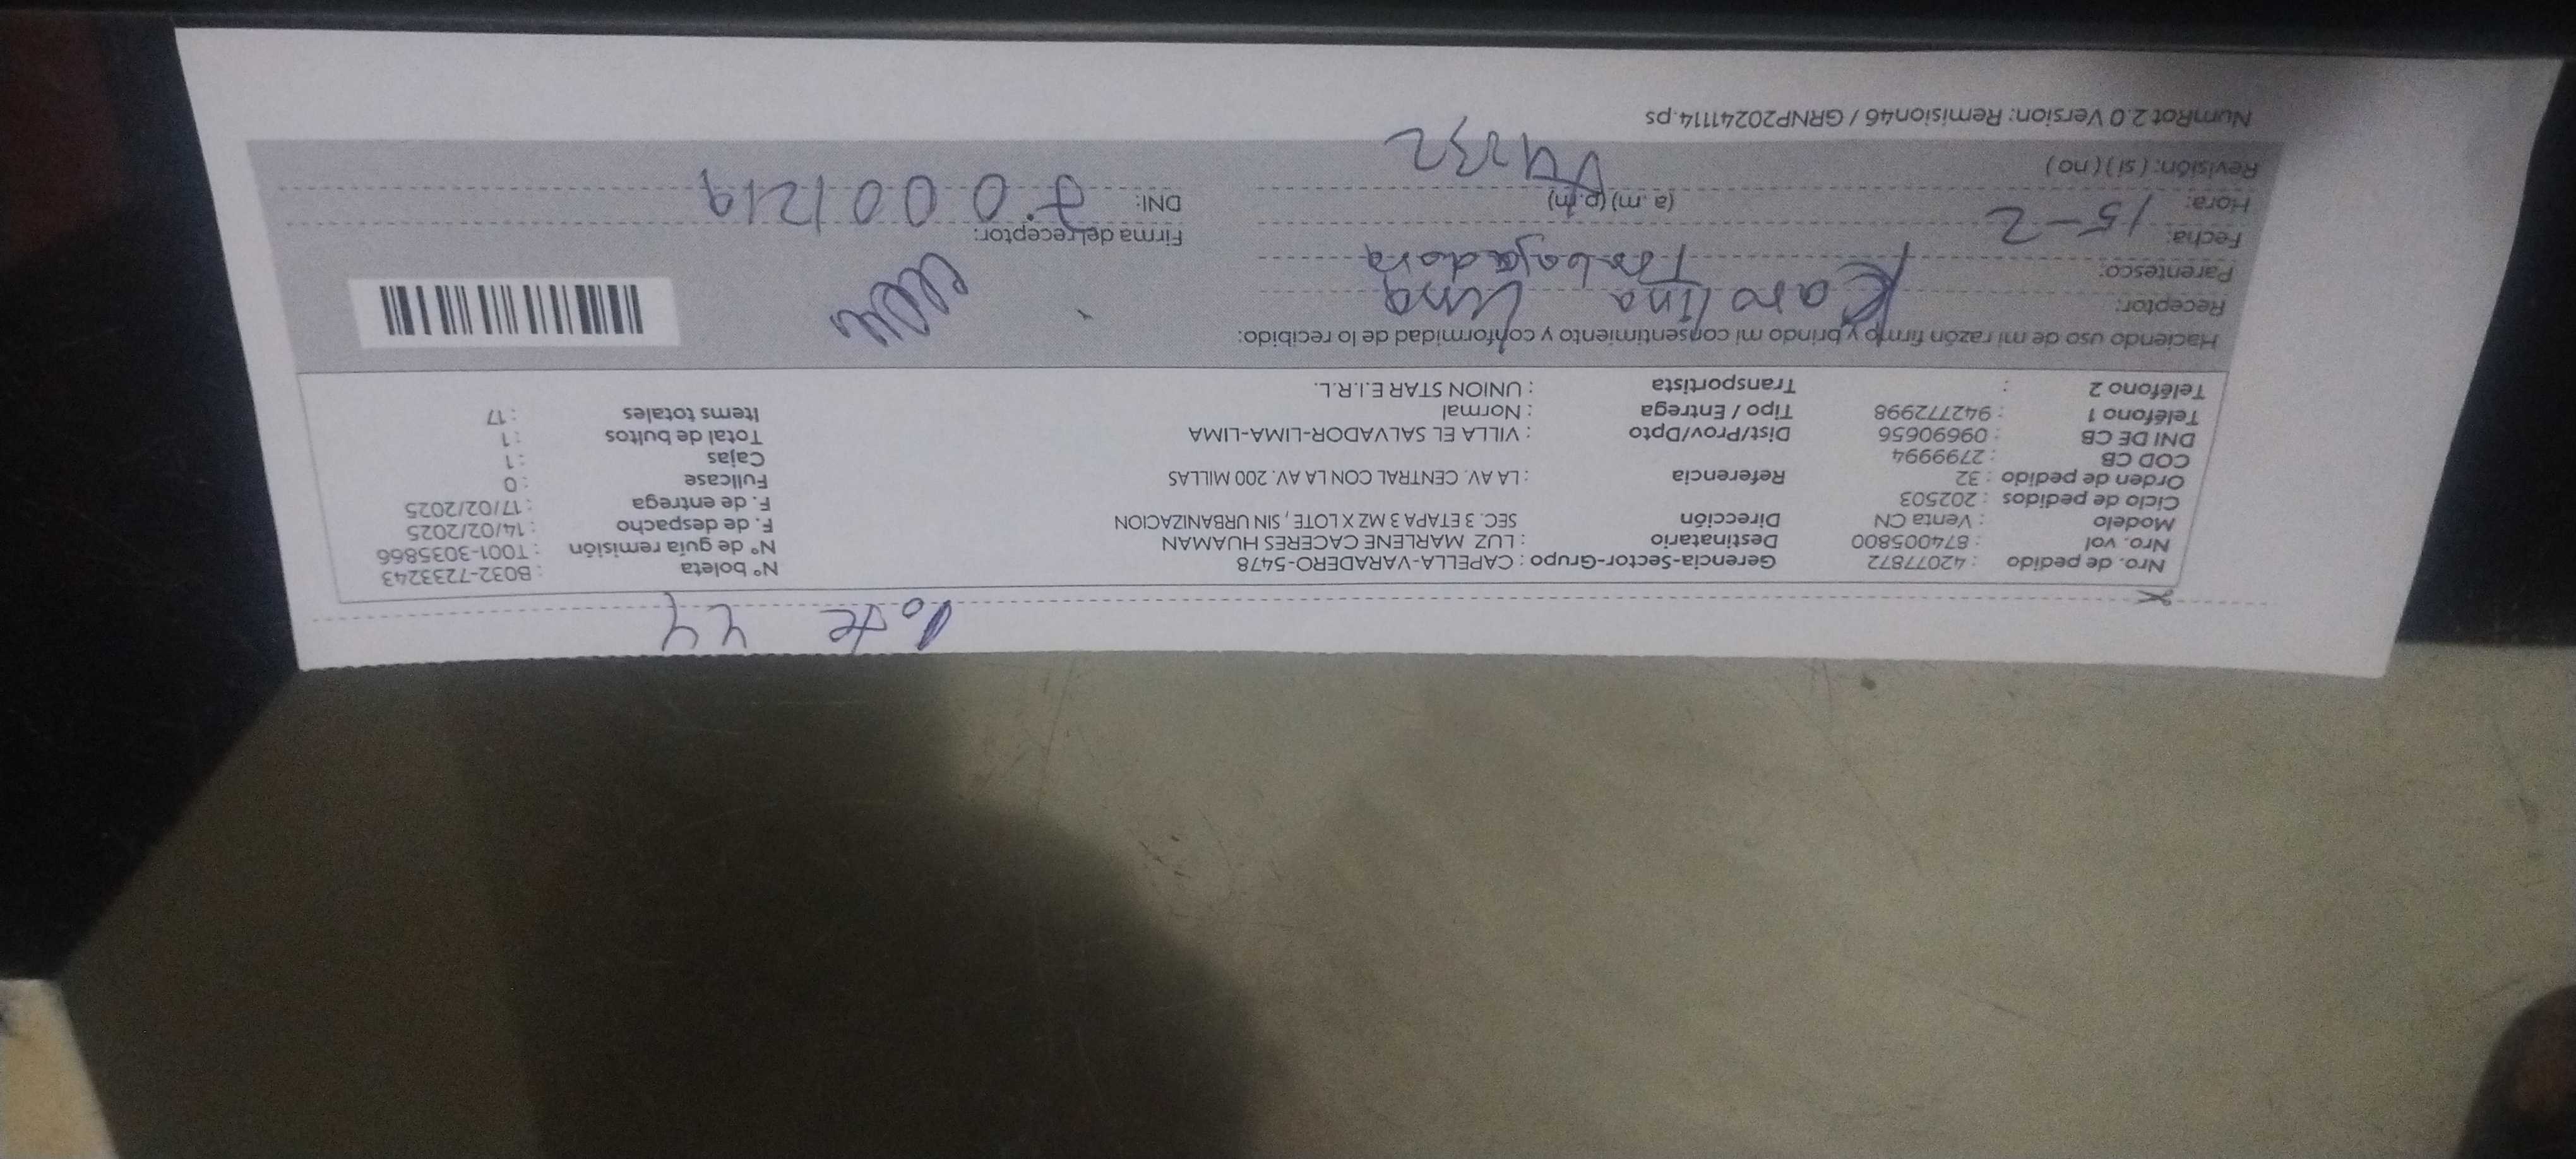 lote 44
Nro. de pedido : 42077872 Gerencia-Sector-Grupo : CAPELLA-VARADERO-5478 N° boleta : B032-7233243
Nro. vol : 874005800 Destinatario : LUZ MARLENE CACERES HUAMAN N° de guía remisión : T001-3035866
Modelo : Venta CN Dirección SEC. 3 ETAPA 3 MZ X LOTE , SIN URBANIZACION F. de despacho : 14/02/2025
Ciclo de pedidos : 202503 F. de entrega : 17/02/2025
Orden de pedido : 32 Referencia : LA AV. CENTRAL CON LA AV. 200 MILLAS Fullcase : 0
COD CB : 2799994 Cajas : 1
DNI DE CB : 09690656 Dist/Prov/Dpto : VILLA EL SALVADOR-LIMA-LIMA Total de bultos : 1
Teléfono 1 : 942772998 Tipo / Entrega : Normal Items totales : 17
Teléfono 2 : Transportista : UNION STAR E.I.R.L.
Haciendo uso de mi razón firmo y brindo mi consentimiento y conformidad de lo recibido:
Receptor: Karolina
Parentesco: Trabajadora
Fecha: 15-2 Firma del receptor:
Hora: (a .m) (p.m) DNI: 70001219
Revisión: ( si ) ( no )
NumRot 2.0 Version: Remision46 / GRNP20241114.ps